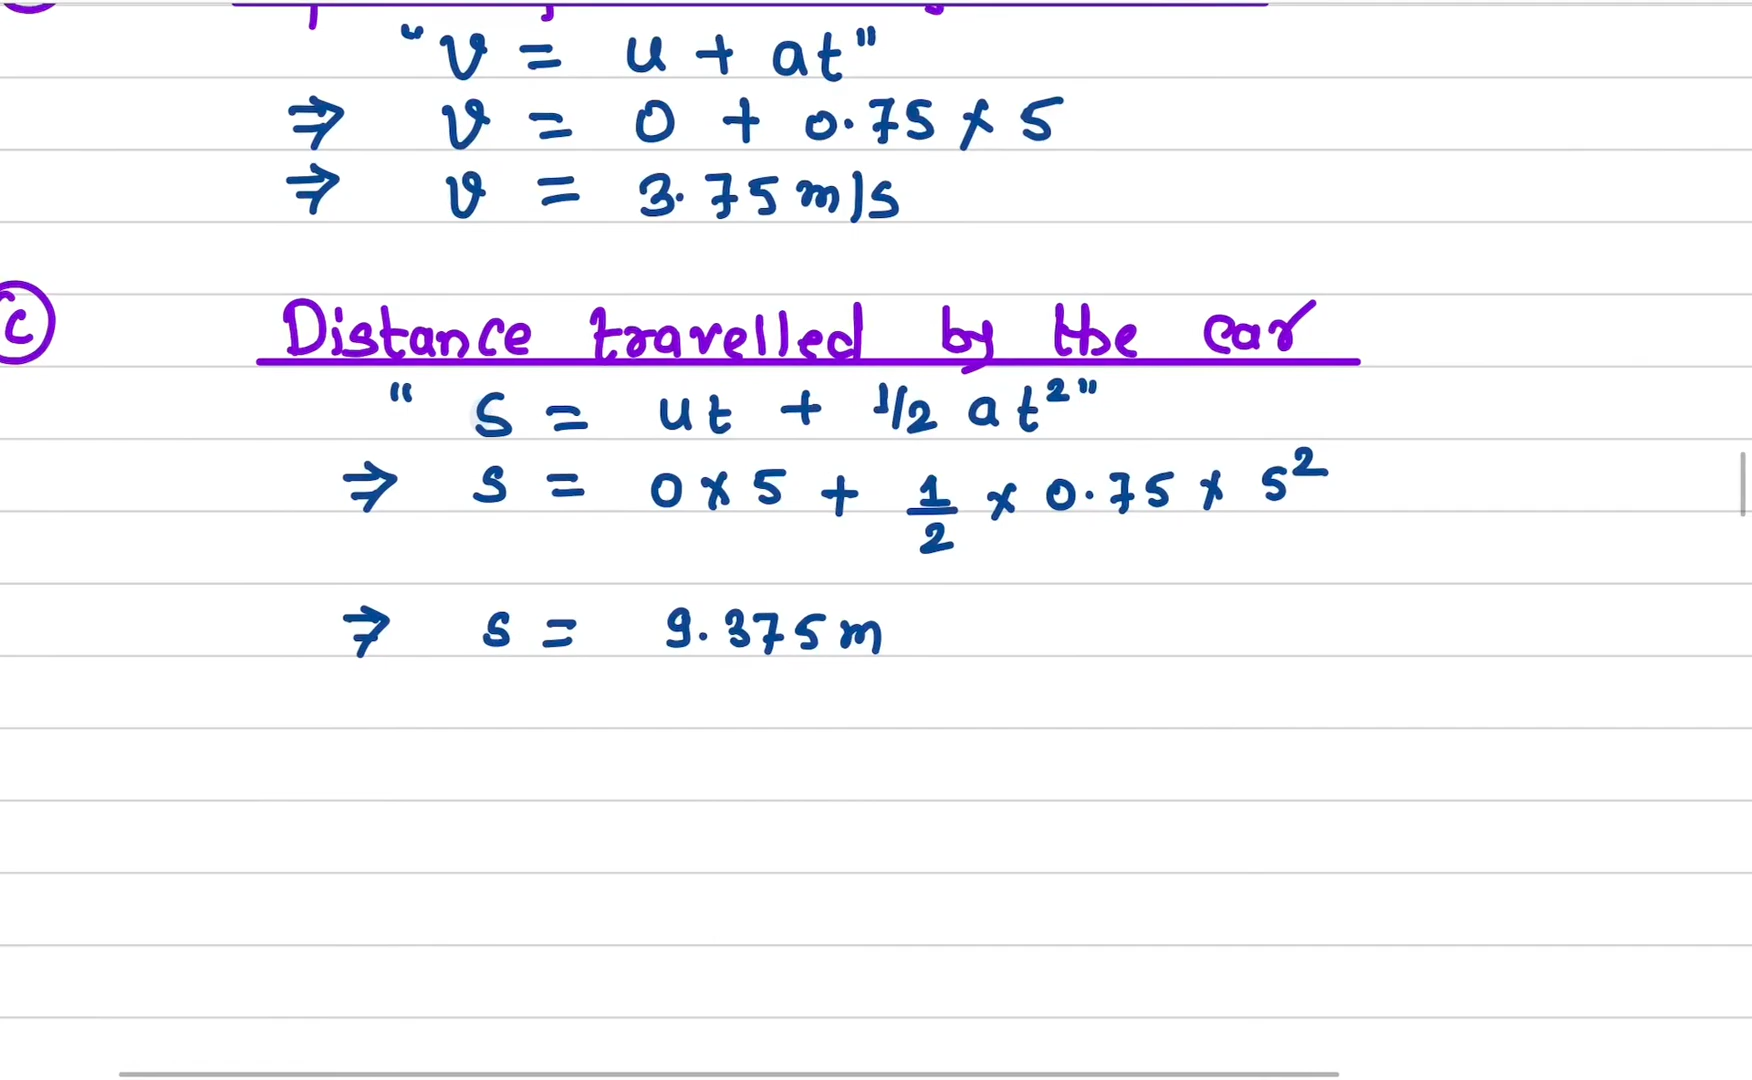 "v = u + at"
⇒ v = 0 + 0.75 × 5
⇒ v = 3.75 m/s
(c) Distance travelled by the car
" S = ut + 1/2 at²"
⇒ s = 0 × 5 + 1/2 × 0.75 × 5²
⇒ s = 9.375 m